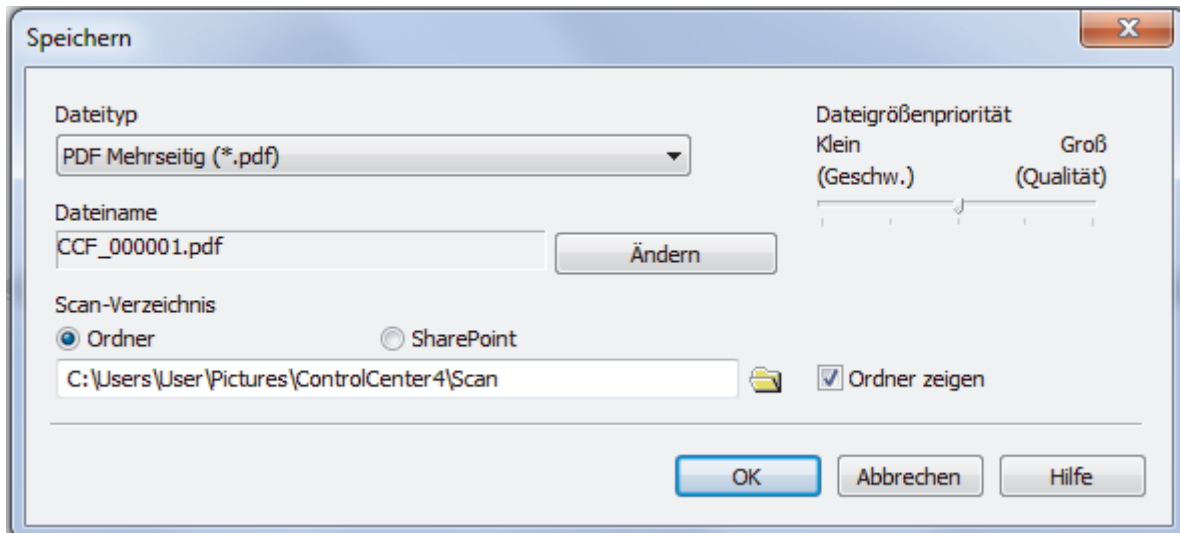 Speichern
Dateityp
PDF Mehrseitig (*.pdf)
Dateigrößenpriorität
Klein Groß
(Geschw.) (Qualität)
Dateiname
CCF_000001.pdf
Ändern
Scan-Verzeichnis
Ordner SharePoint
C:\Users\User\Pictures\ControlCenter4\Scan
Ordner zeigen
OK Abbrechen Hilfe